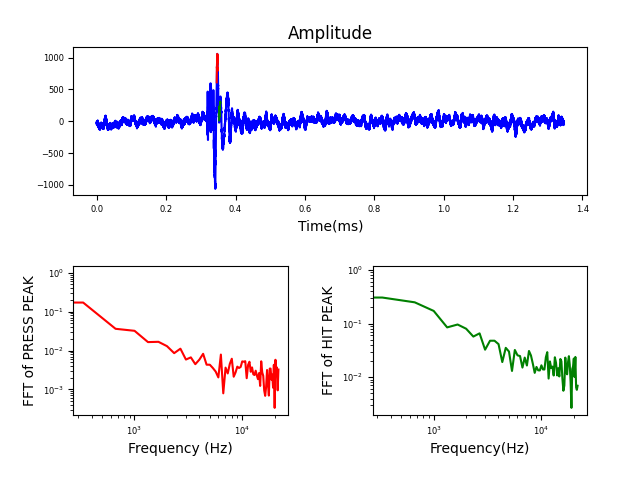 Amplitude
1000
500
0
−500
−1000
0.0 0.2 0.4 0.6 0.8 1.0 1.2 1.4
Time(ms)
FFT of PRESS PEAK
10⁰
10⁻¹
10⁻²
10⁻³
10³ 10⁴
Frequency (Hz)
FFT of HIT PEAK
10⁰
10⁻¹
10⁻²
10³ 10⁴
Frequency(Hz)